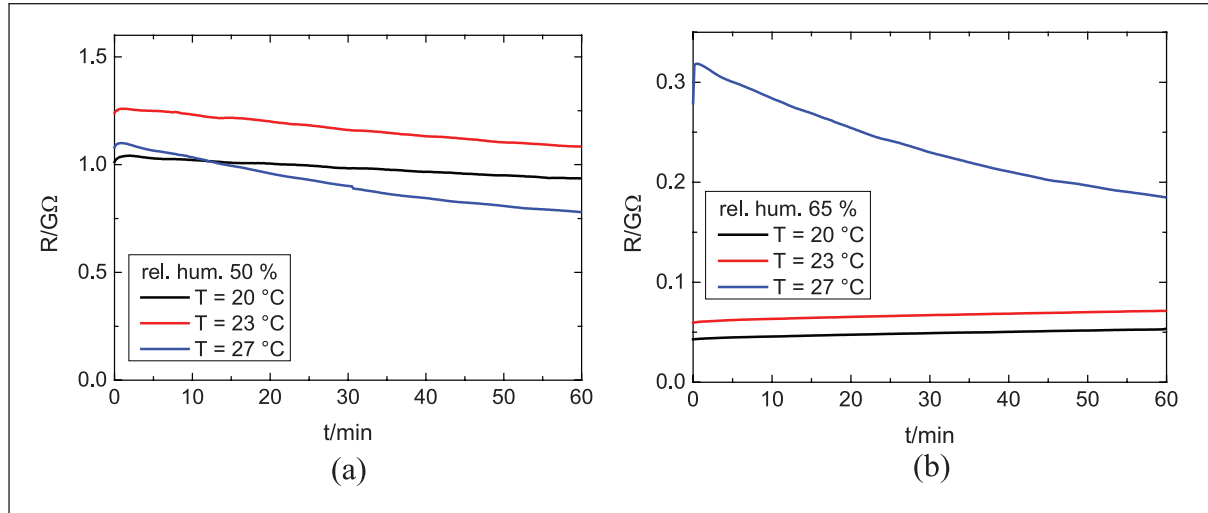 1.5
1.0
0.5
0.0
R/GΩ
rel. hum. 50 %
T = 20 °C
T = 23 °C
T = 27 °C
0 10 20 30 40 50 60
t/min
(a)
0.3
0.2
0.1
0.0
R/GΩ
rel. hum. 65 %
T = 20 °C
T = 23 °C
T = 27 °C
0 10 20 30 40 50 60
t/min
(b)